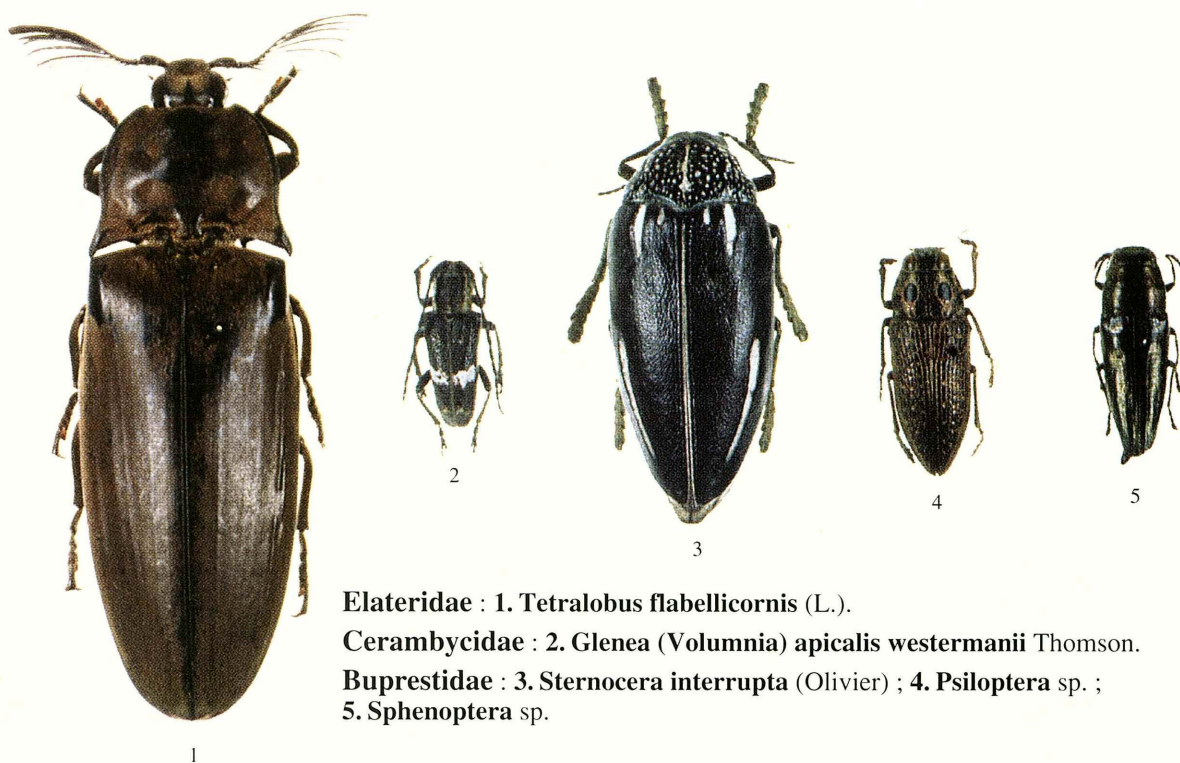 2
4
5
3
Elateridae : 1. Tetralobus flabellicornis (L.).
Cerambycidae : 2. Glenea (Volumnia) apicalis westermanii Thomson.
Buprestidae : 3. Sternocera interrupta (Olivier) ; 4. Psiloptera sp. ;
5. Sphenoptera sp.
1